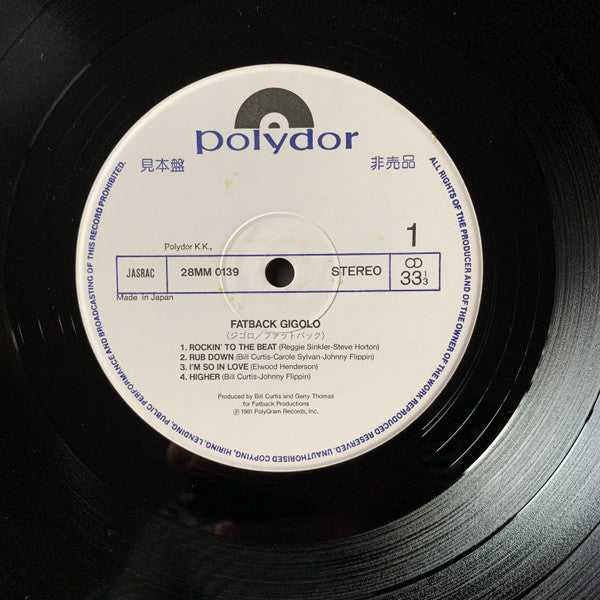 polydor
見本盤 非売品
1
Polydor K.K.,
JASRAC 28MM 0139 STEREO 33 1/3
Made in Japan
FATBACK GIGOLO
(ジゴロ/ファットバック)
1. ROCKIN' TO THE BEAT (Reggie Sinkler-Steve Horton)
2. RUB DOWN (Bill Curtis-Carole Sylvan-Johnny Flippin)
3. I'M SO IN LOVE (Elwood Henderson)
4. HIGHER (Bill Curtis-Johnny Flippin)
Produced by Bill Curtis and Gerry Thomas
for Fatback Productions
℗ 1981 PolyGram Records, Inc.
ALL RIGHTS OF THE PRODUCER AND OF THE OWNER OF THE WORK REPRODUCED RESERVED. UNAUTHORISED COPYING, HIRING, LENDING, PUBLIC PERFORMANCE AND BROADCASTING OF THIS RECORD PROHIBITED.